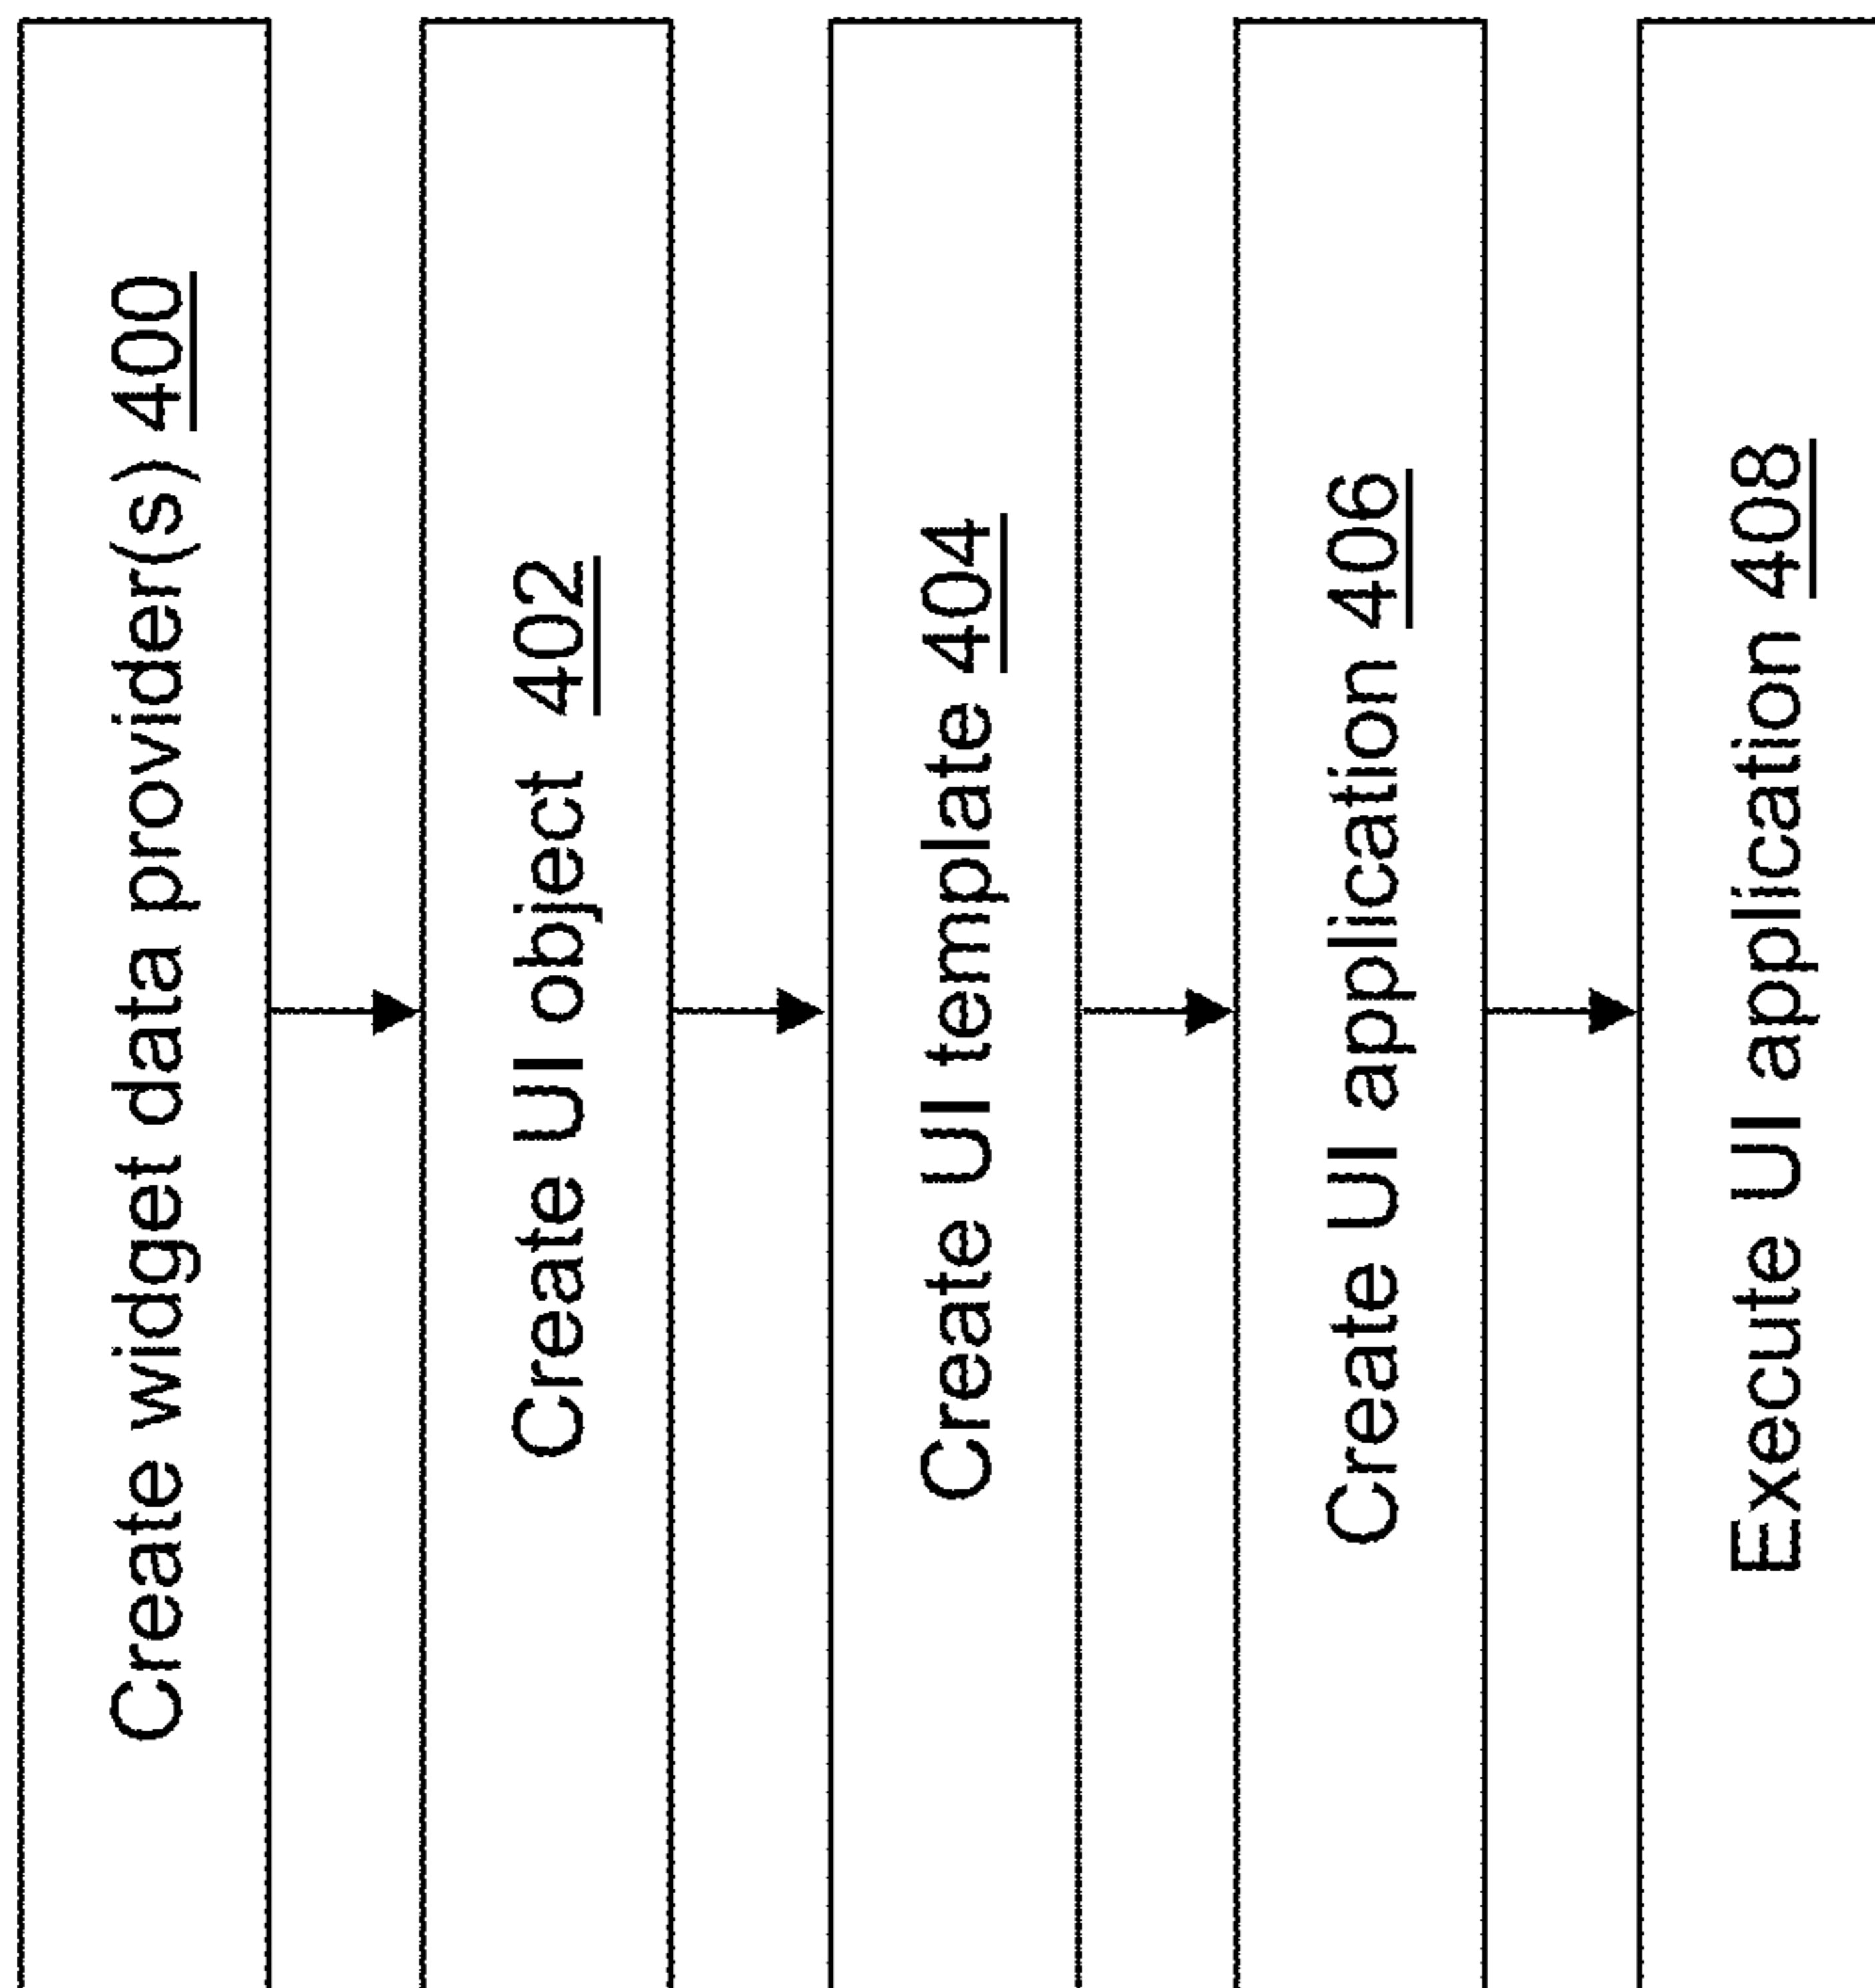 Create widget data provider(s) 400
Create UI object 402
Create UI template 404
Create UI application 406
Execute UI application 408